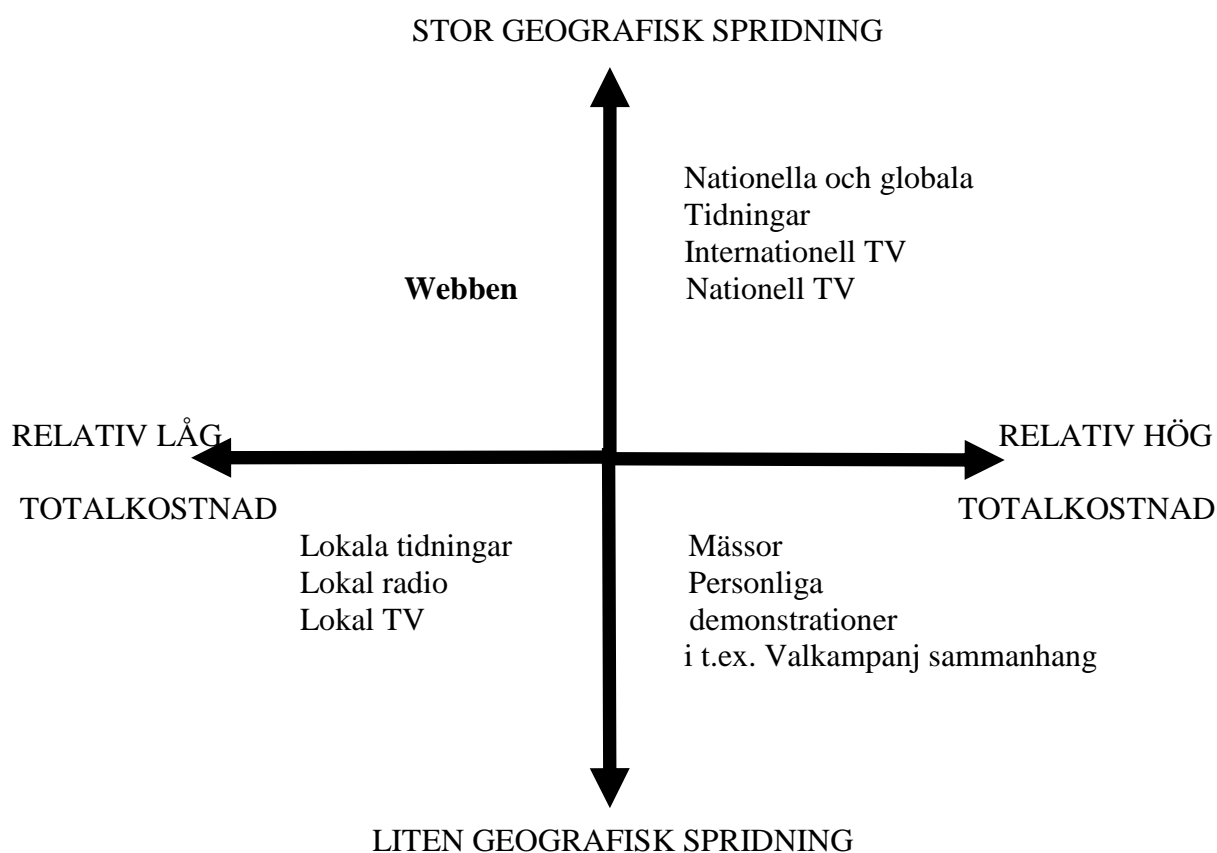 STOR GEOGRAFISK SPRIDNING
Nationella och globala
Tidningar
Internationell TV
Webben
Nationell TV
RELATIV LÅG
RELATIV HÖG
TOTALKOSTNAD
TOTALKOSTNAD
Lokala tidningar
Lokal radio
Lokal TV
Mässor
Personliga
demonstrationer
i t.ex. Valkampanj sammanhang
LITEN GEOGRAFISK SPRIDNING